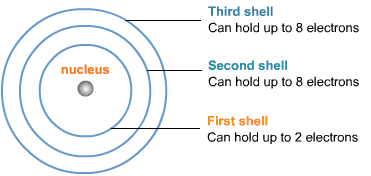 Third shell
Can hold up to 8 electrons
Second shell
Can hold up to 8 electrons
nucleus
First shell
Can hold up to 2 electrons